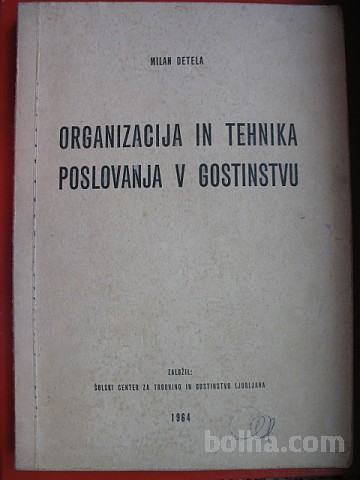 MILAN DETELA
ORGANIZACIJA IN TEHNIKA
POSLOVANJA V GOSTINSTVU
ZALOŽIL:
ŠOLSKI CENTER ZA TRGOVINO IN GOSTINSTVO LJUBLJANA
1964
bolha.com